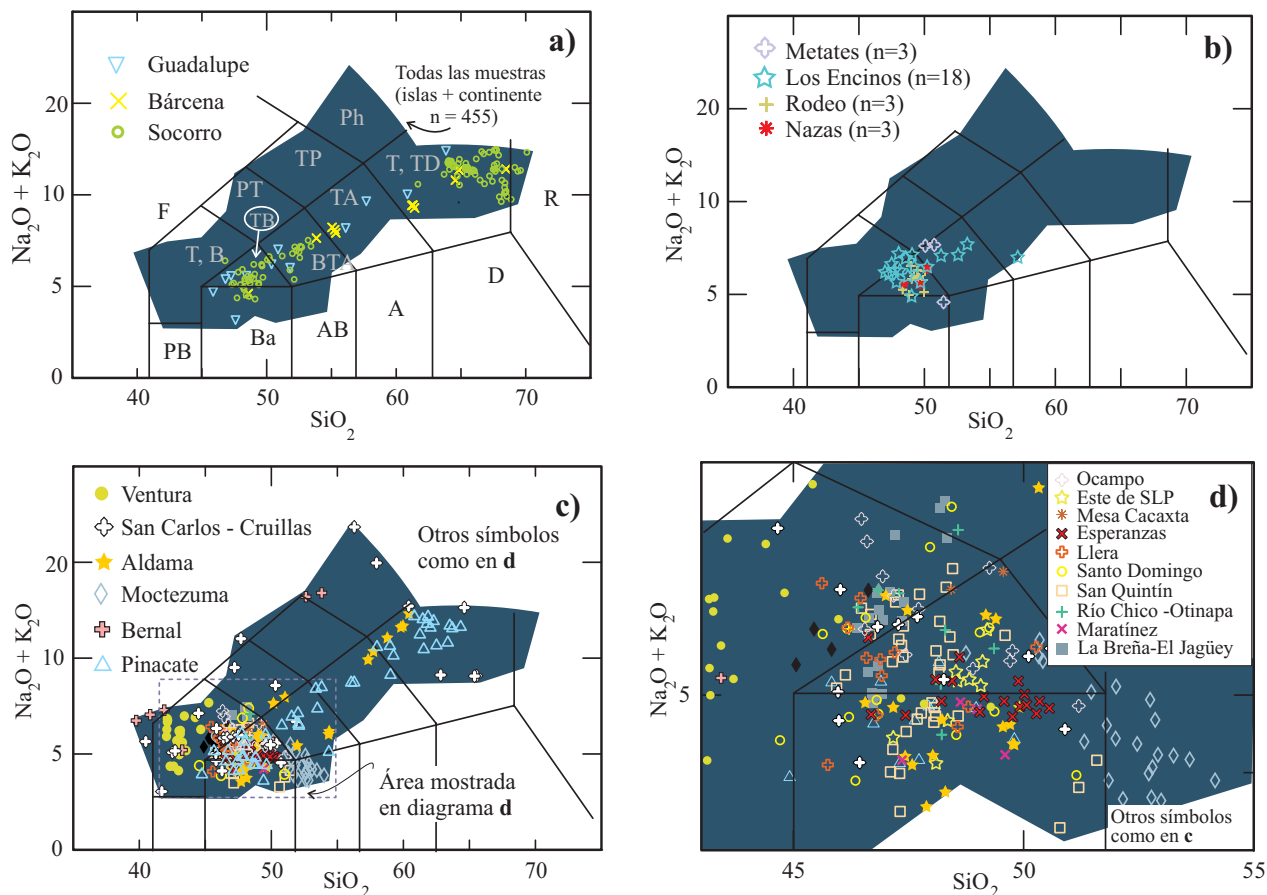 a)
Guadalupe
Bárcena
Socorro
Todas las muestras
(islas + continente
n = 455)
Ph
TP
T, TD
PT
TA
F
TB
R
T, B
BTA
D
A
AB
Ba
PB
Na2O + K2O
20
10
5
0
40
50
60
70
SiO2
b)
Metates (n=3)
Los Encinos (n=18)
Rodeo (n=3)
Nazas (n=3)
Na2O + K2O
20
10
5
0
40
50
60
70
SiO2
c)
Ventura
San Carlos - Cruillas
Aldama
Moctezuma
Bernal
Pinacate
Otros símbolos
como en d
Área mostrada
en diagrama d
Na2O + K2O
20
10
5
0
40
50
60
70
SiO2
d)
Ocampo
Este de SLP
Mesa Cacaxta
Esperanzas
Llera
Santo Domingo
San Quintín
Río Chico -Otinapa
Maratínez
La Breña-El Jagüey
Otros símbolos
como en c
Na2O + K2O
5
45
50
55
SiO2